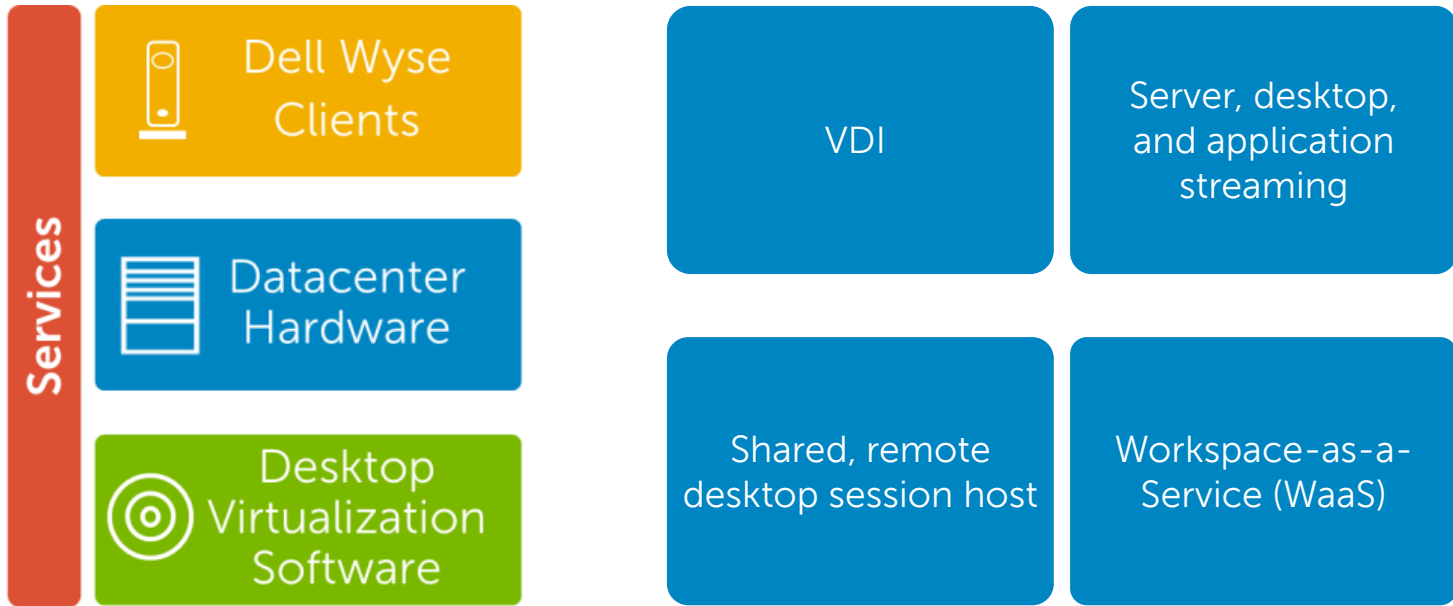 Services
Dell Wyse
Clients
Datacenter
Hardware
Desktop
Virtualization
Software
VDI
Server, desktop,
and application
streaming
Shared, remote
desktop session host
Workspace-as-a-
Service (WaaS)